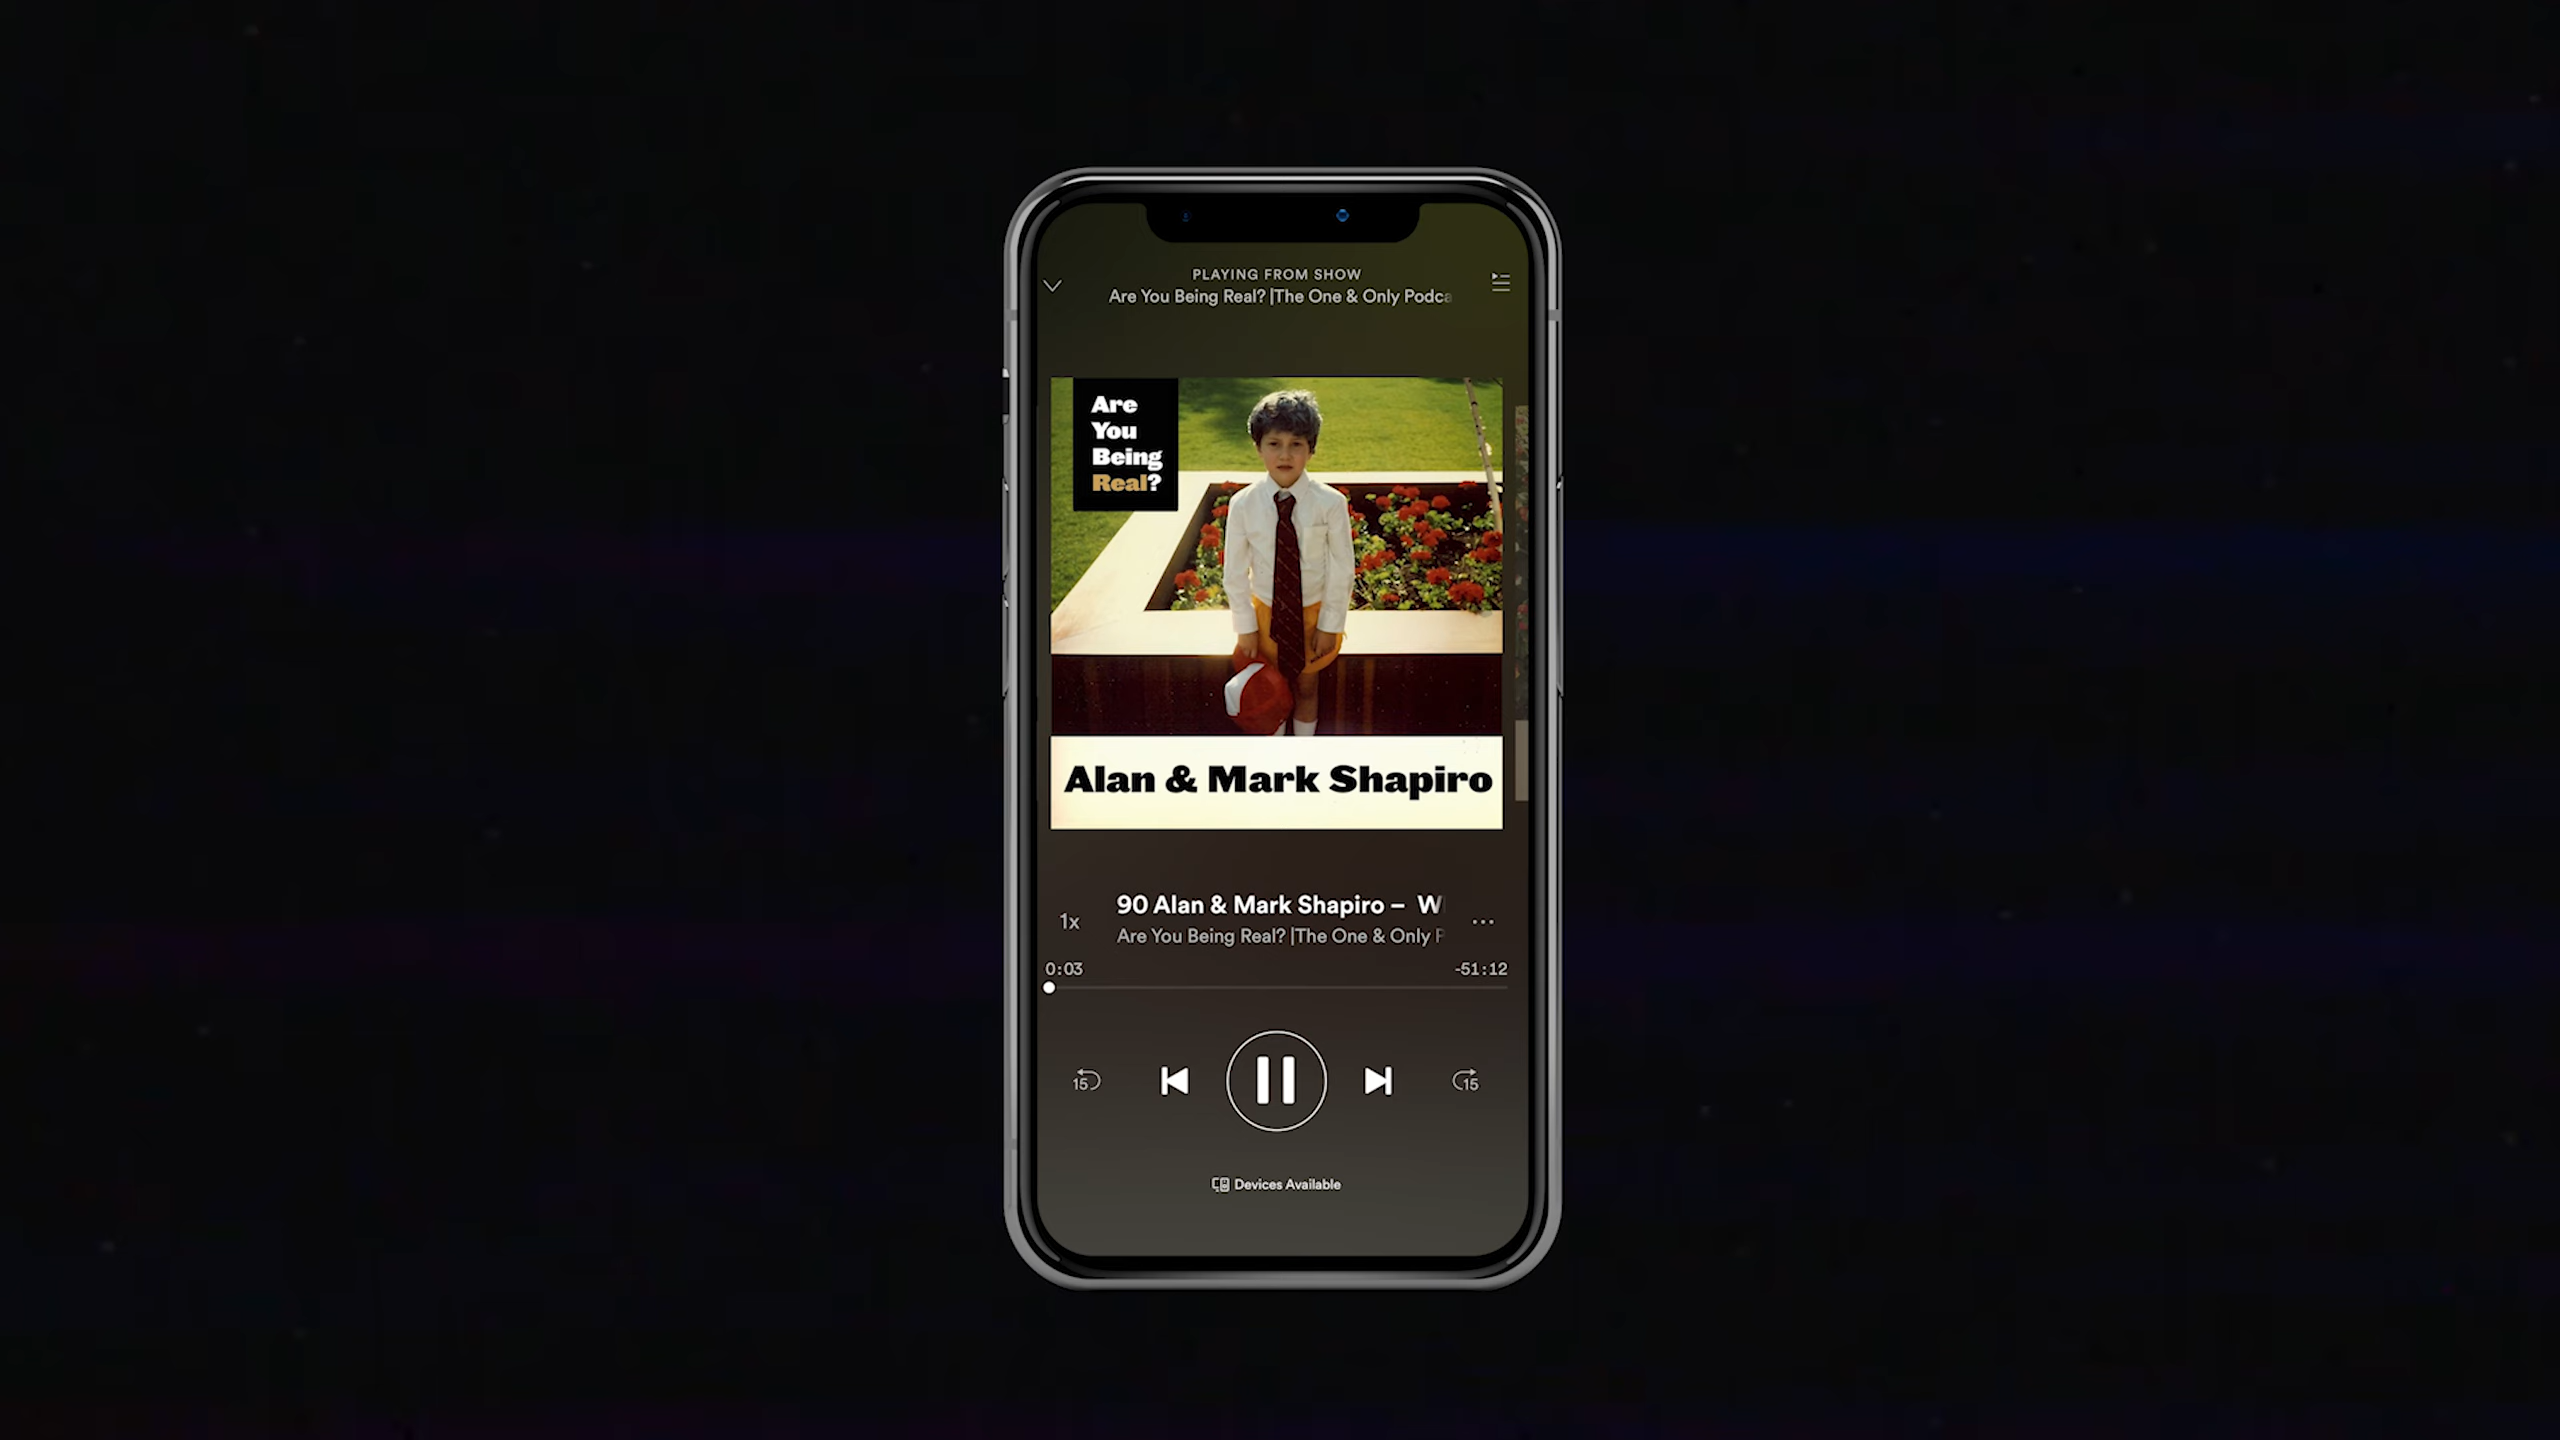 PLAYING FROM SHOW
Are You Being Real? |The One & Only Podca
Are
You
Being
Real?
Alan & Mark Shapiro
1x
90 Alan & Mark Shapiro – W
Are You Being Real? |The One & Only P
0:03
-51:12
15
15
Devices Available